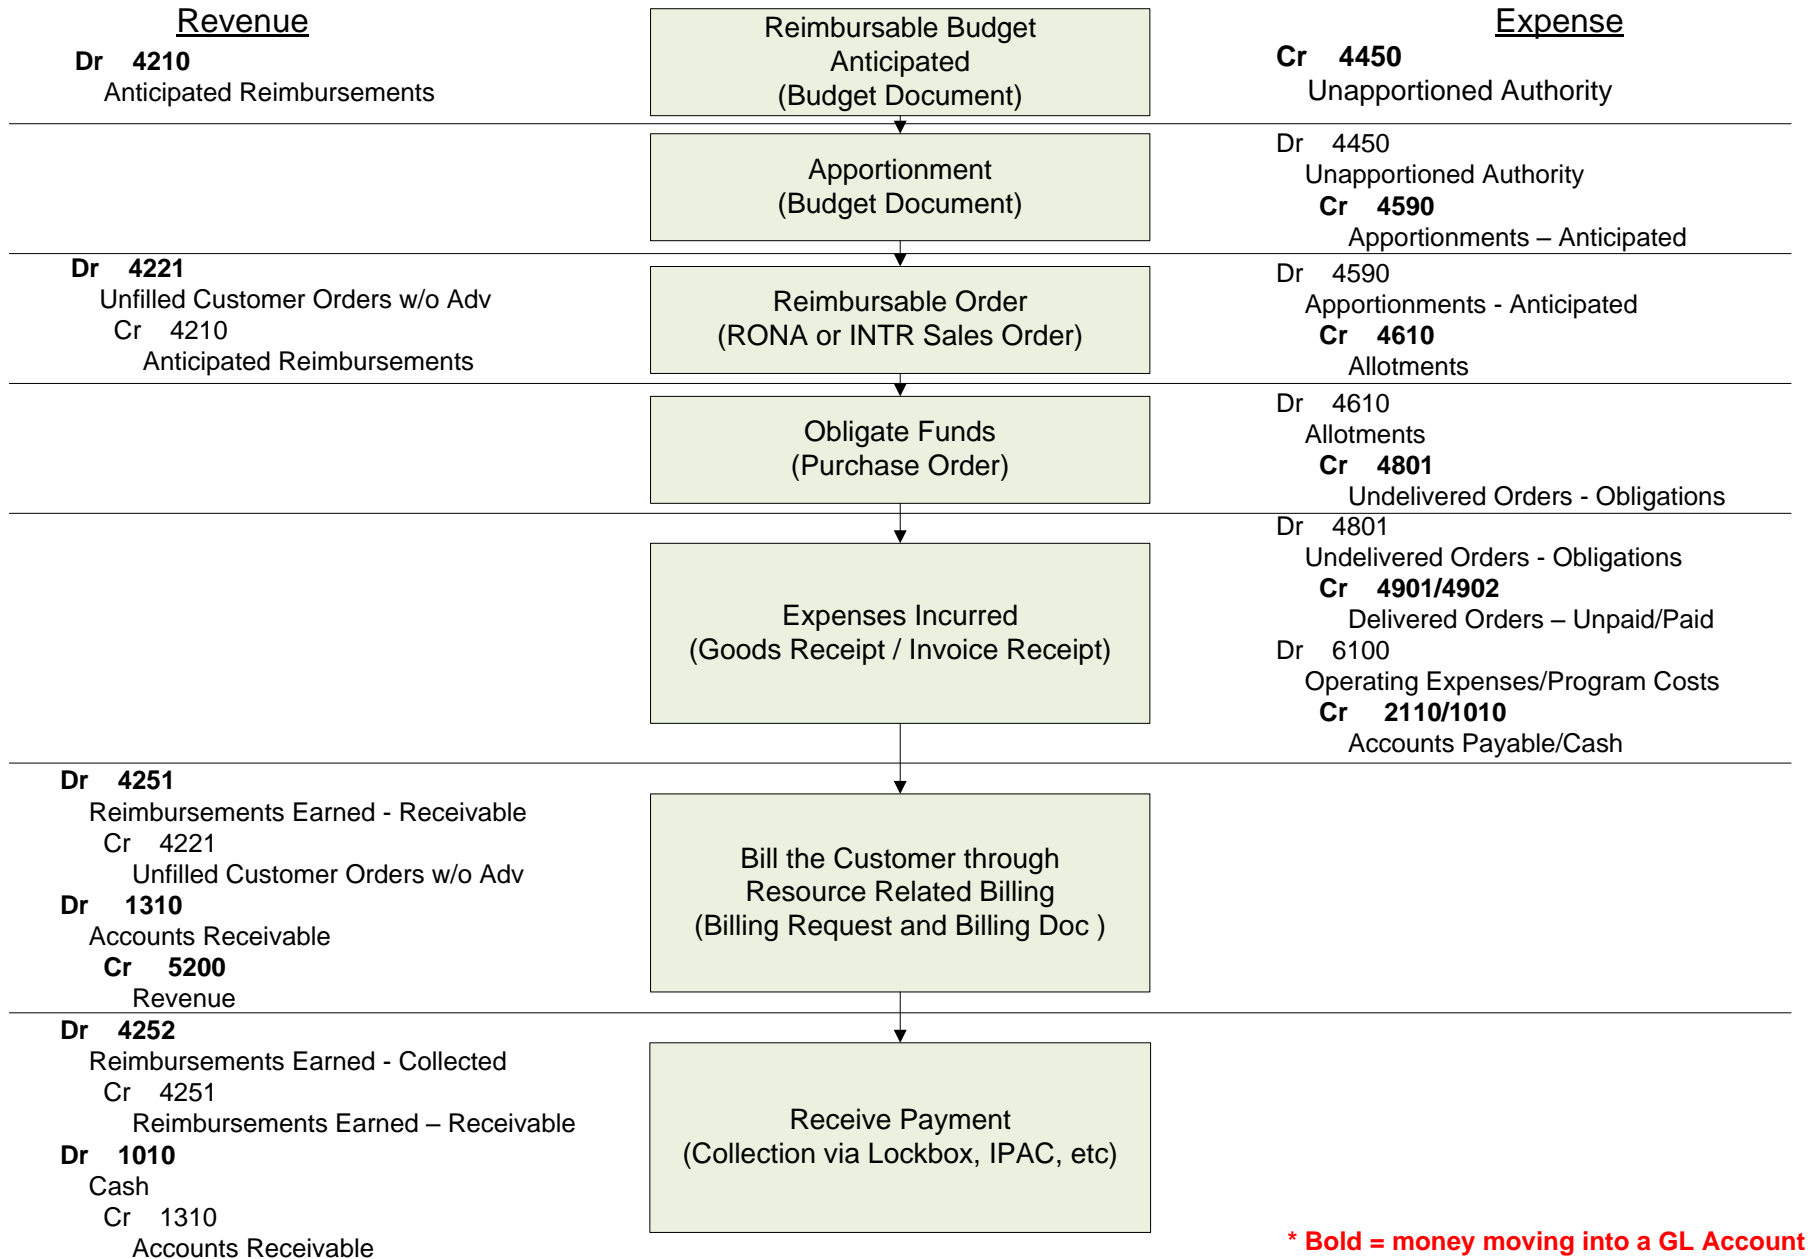 Revenue
Reimbursable Budget
Anticipated
(Budget Document)
Expense
Dr 4210
Anticipated Reimbursements
Cr 4450
Unapportioned Authority
Apportionment
(Budget Document)
Dr 4450
Unapportioned Authority
Cr 4590
Apportionments – Anticipated
Dr 4221
Unfilled Customer Orders w/o Adv
Cr 4210
Anticipated Reimbursements
Reimbursable Order
(RONA or INTR Sales Order)
Dr 4590
Apportionments - Anticipated
Cr 4610
Allotments
Obligate Funds
(Purchase Order)
Dr 4610
Allotments
Cr 4801
Undelivered Orders - Obligations
Expenses Incurred
(Goods Receipt / Invoice Receipt)
Dr 4801
Undelivered Orders - Obligations
Cr 4901/4902
Delivered Orders – Unpaid/Paid
Dr 6100
Operating Expenses/Program Costs
Cr 2110/1010
Accounts Payable/Cash
Dr 4251
Reimbursements Earned - Receivable
Cr 4221
Unfilled Customer Orders w/o Adv
Dr 1310
Accounts Receivable
Cr 5200
Revenue
Bill the Customer through
Resource Related Billing
(Billing Request and Billing Doc )
Dr 4252
Reimbursements Earned - Collected
Cr 4251
Reimbursements Earned – Receivable
Dr 1010
Cash
Cr 1310
Accounts Receivable
Receive Payment
(Collection via Lockbox, IPAC, etc)
* Bold = money moving into a GL Account